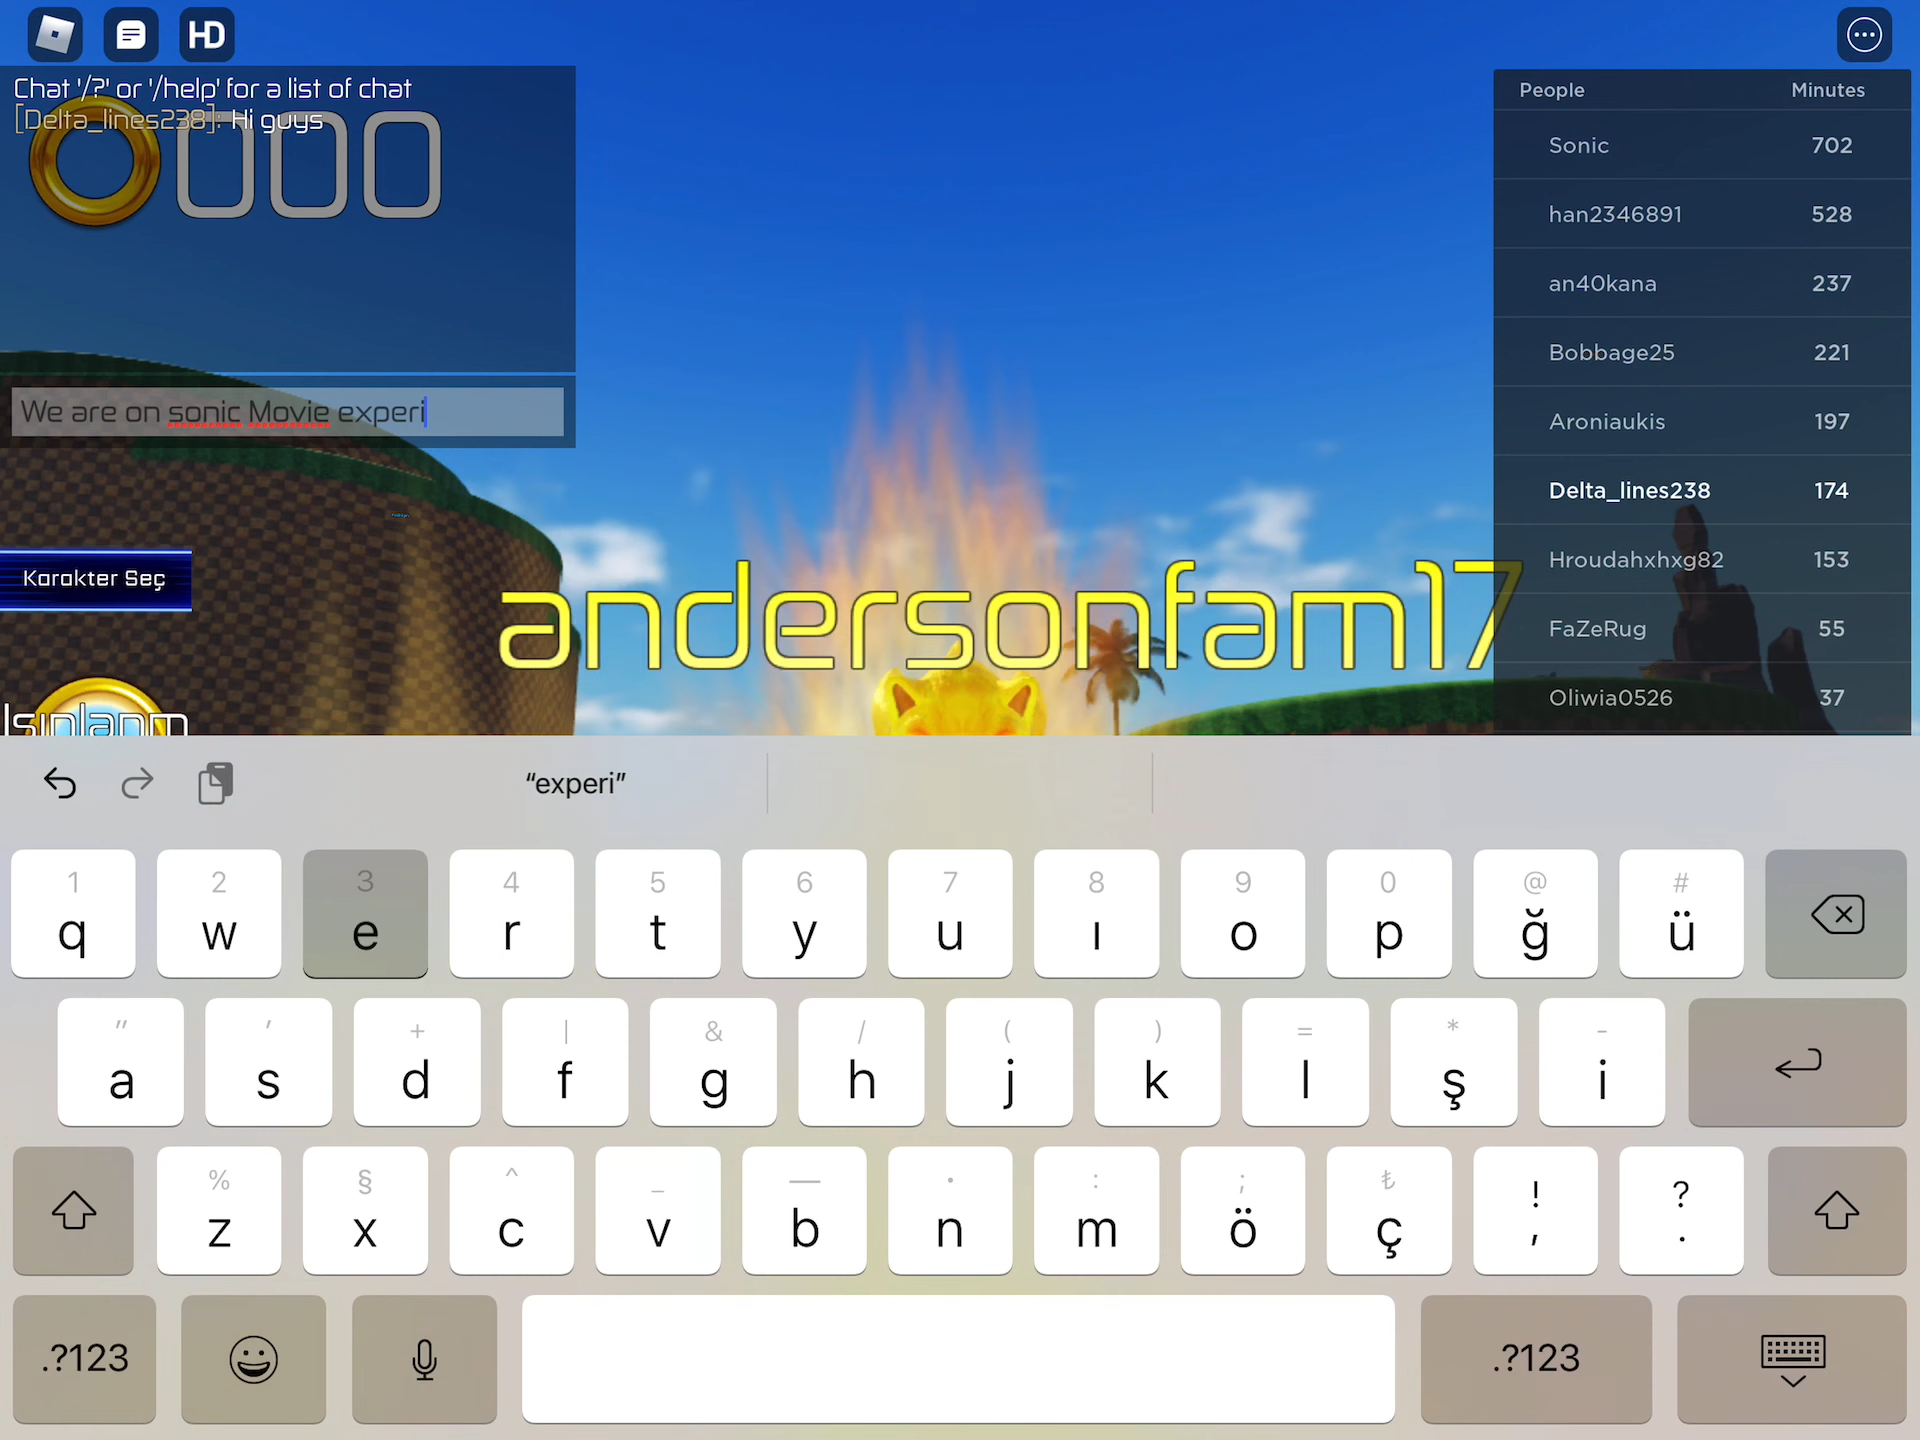 HD
Chat '/?' or '/help' for a list of chat
[Delta_lines238]: Hi guys
000
We are on sonic Movie experi
Karakter Seç
andersonfam17
People Minutes
Sonic 702
han2346891 528
an40kana 237
Bobbage25 221
Aroniaukis 197
Delta_lines238 174
Hroudahxhxg82 153
FaZeRug 55
Oliwia0526 37
“experi”
1 2 3 4 5 6 7 8 9 0 @ #
q w e r t y u ı o p ğ ü
" ' + | & / ( ) = * -
a s d f g h j k l ş i
% § ^ _ — · : ; ₺ ! ?
z x c v b n m ö ç , .
.?123 .?123